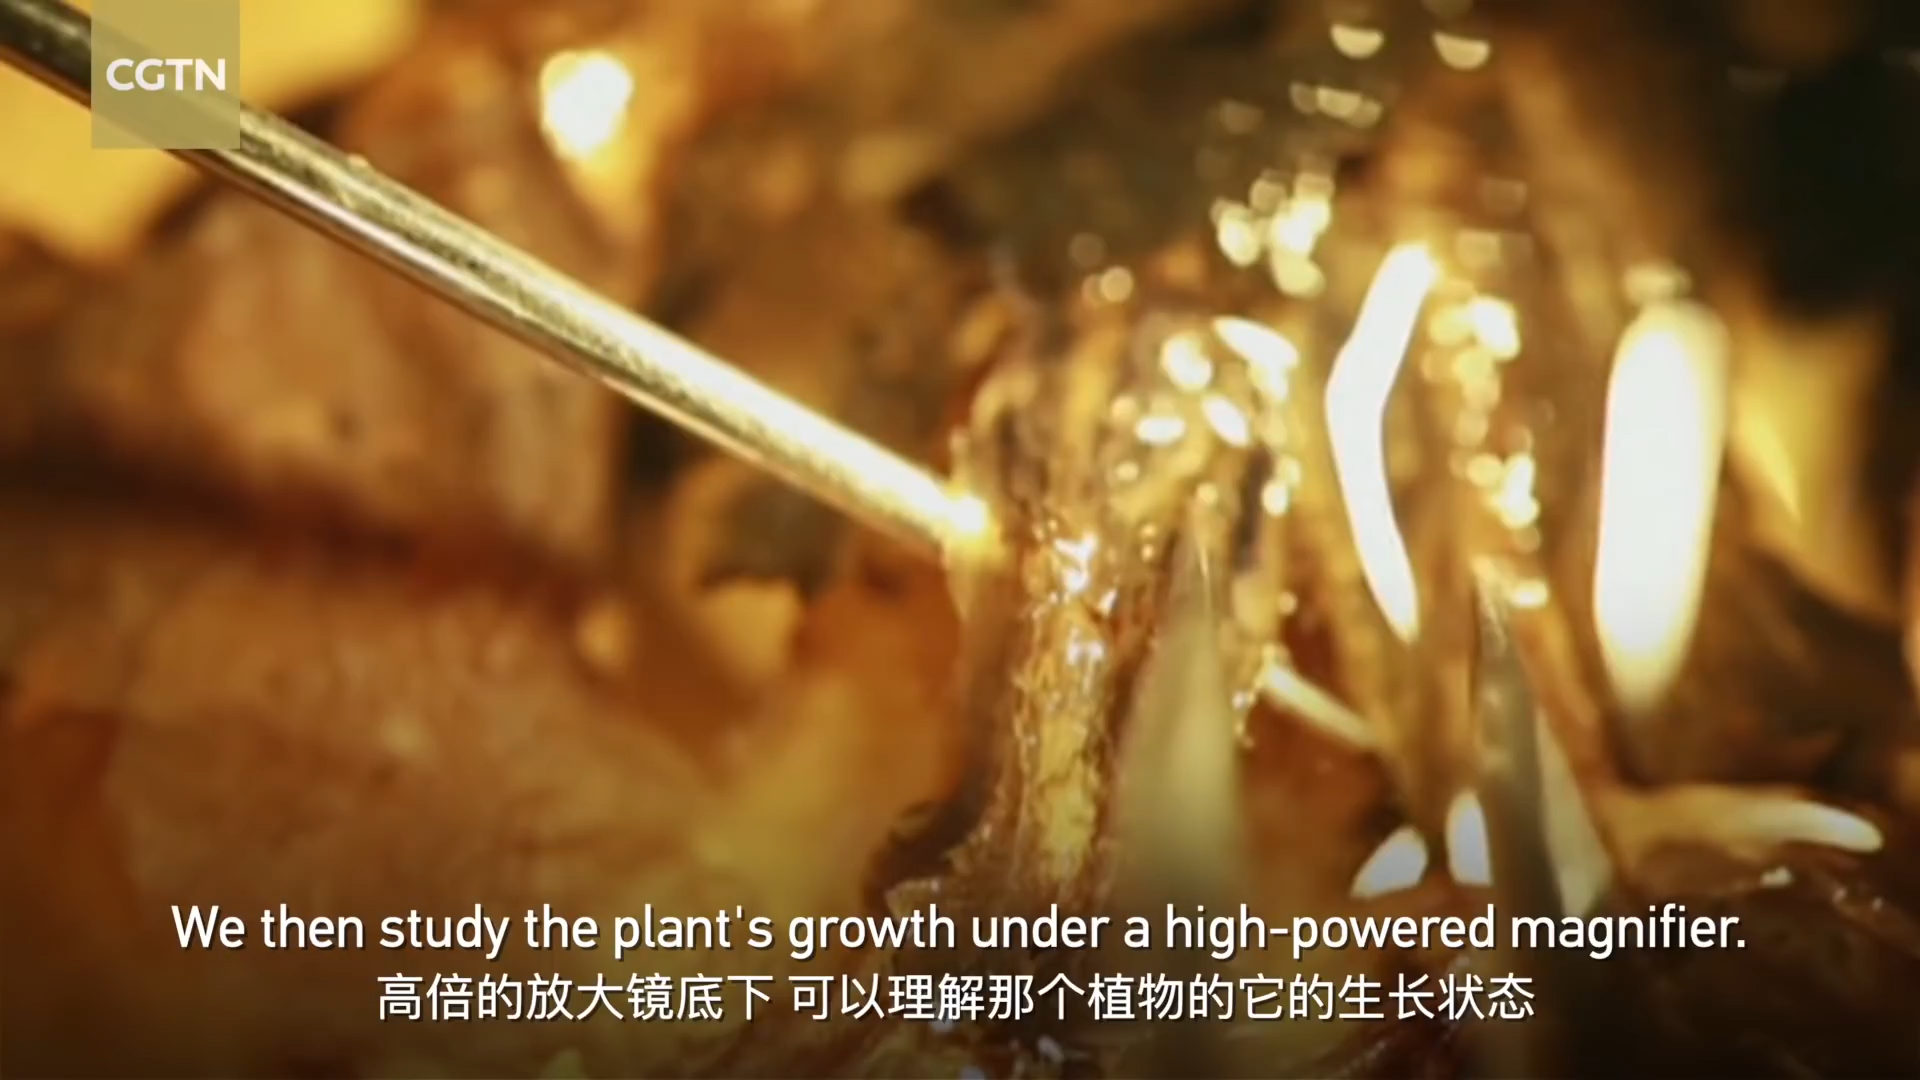 CGTN
We then study the plant's growth under a high-powered magnifier.
高倍的放大镜底下 可以理解那个植物的它的生长状态